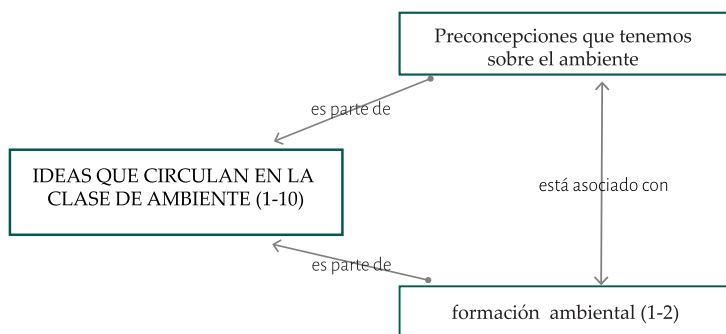 Preconcepciones que tenemos
sobre el ambiente
es parte de
IDEAS QUE CIRCULAN EN LA
CLASE DE AMBIENTE (1-10)
está asociado con
es parte de
formación ambiental (1-2)